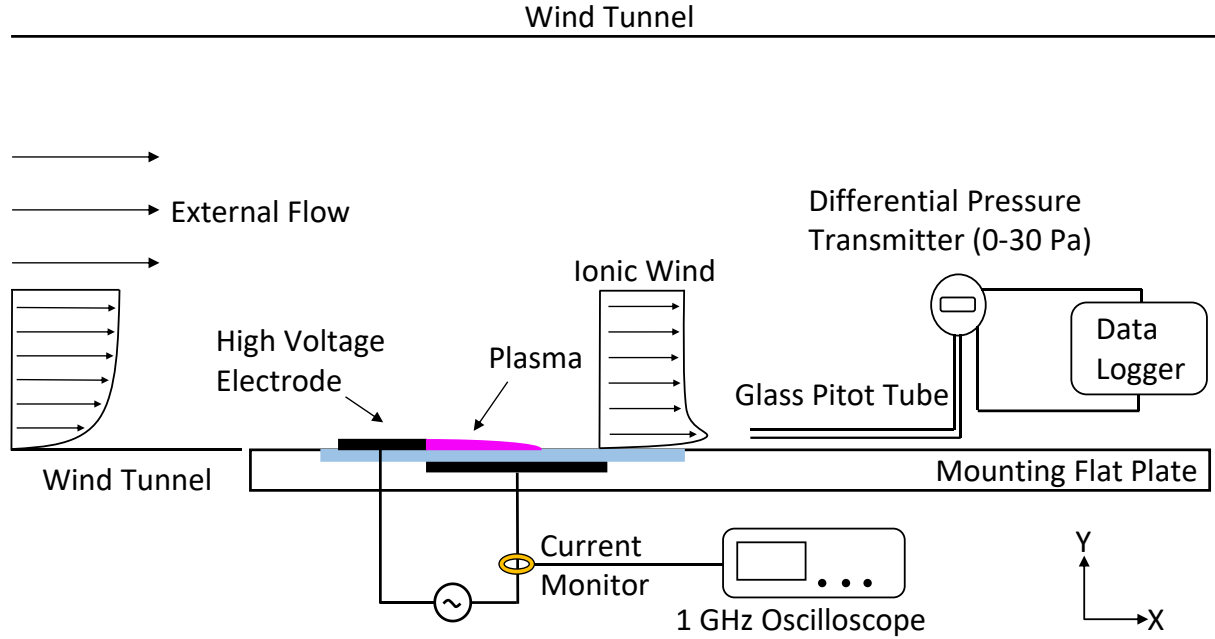 Wind Tunnel
External Flow
Differential Pressure
Transmitter (0-30 Pa)
Ionic Wind
High Voltage
Electrode
Plasma
Data
Logger
Glass Pitot Tube
Wind Tunnel
Mounting Flat Plate
Current
Monitor
1 GHz Oscilloscope
Y
X